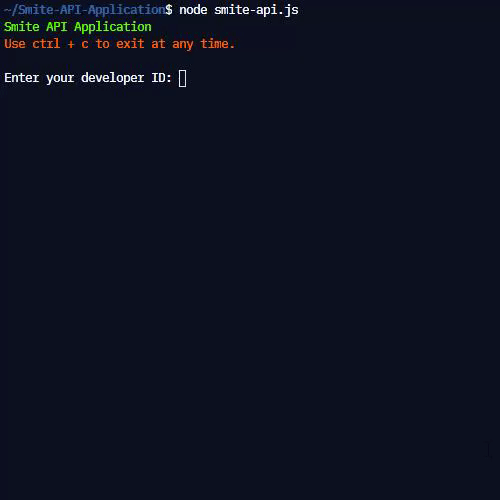 ~/Smite-API-Application$ node smite-api.js
Smite API Application
Use ctrl + c to exit at any time.
Enter your developer ID: